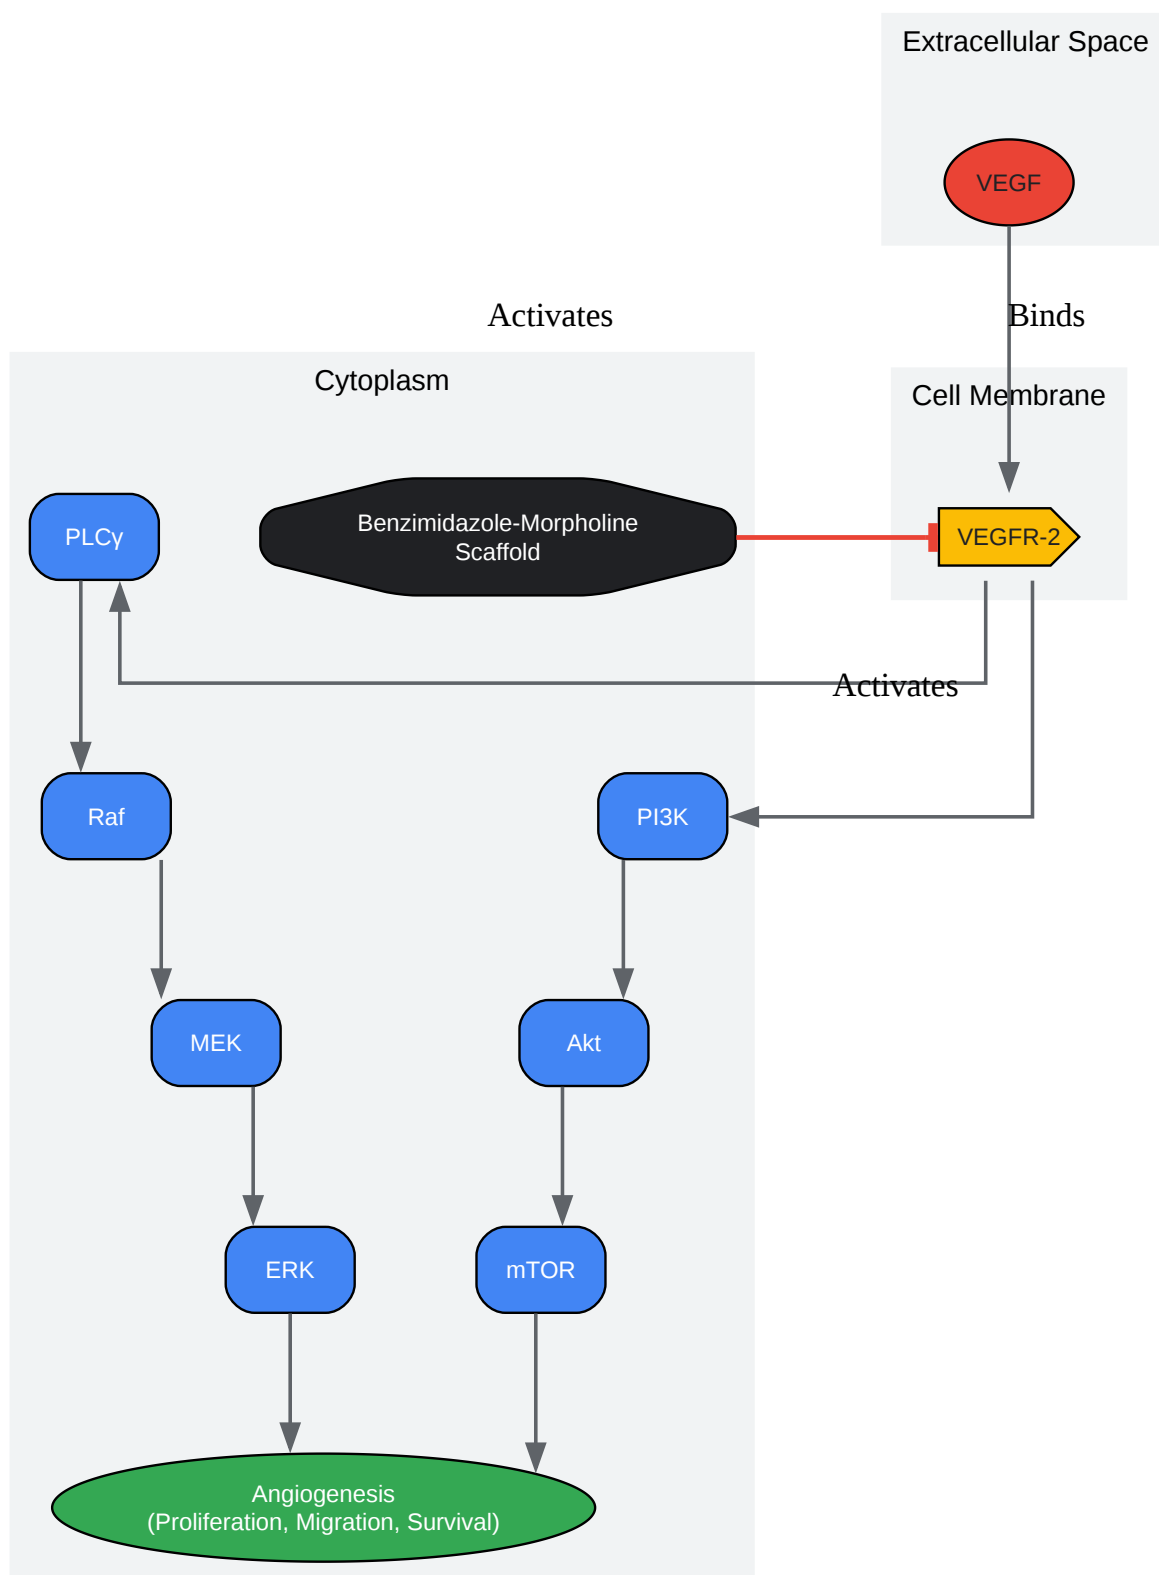 Extracellular Space
VEGF
Activates
Binds
Cytoplasm
Cell Membrane
PLCγ
Benzimidazole-Morpholine
Scaffold
VEGFR-2
Activates
Raf
PI3K
MEK
Akt
ERK
mTOR
Angiogenesis
(Proliferation, Migration, Survival)